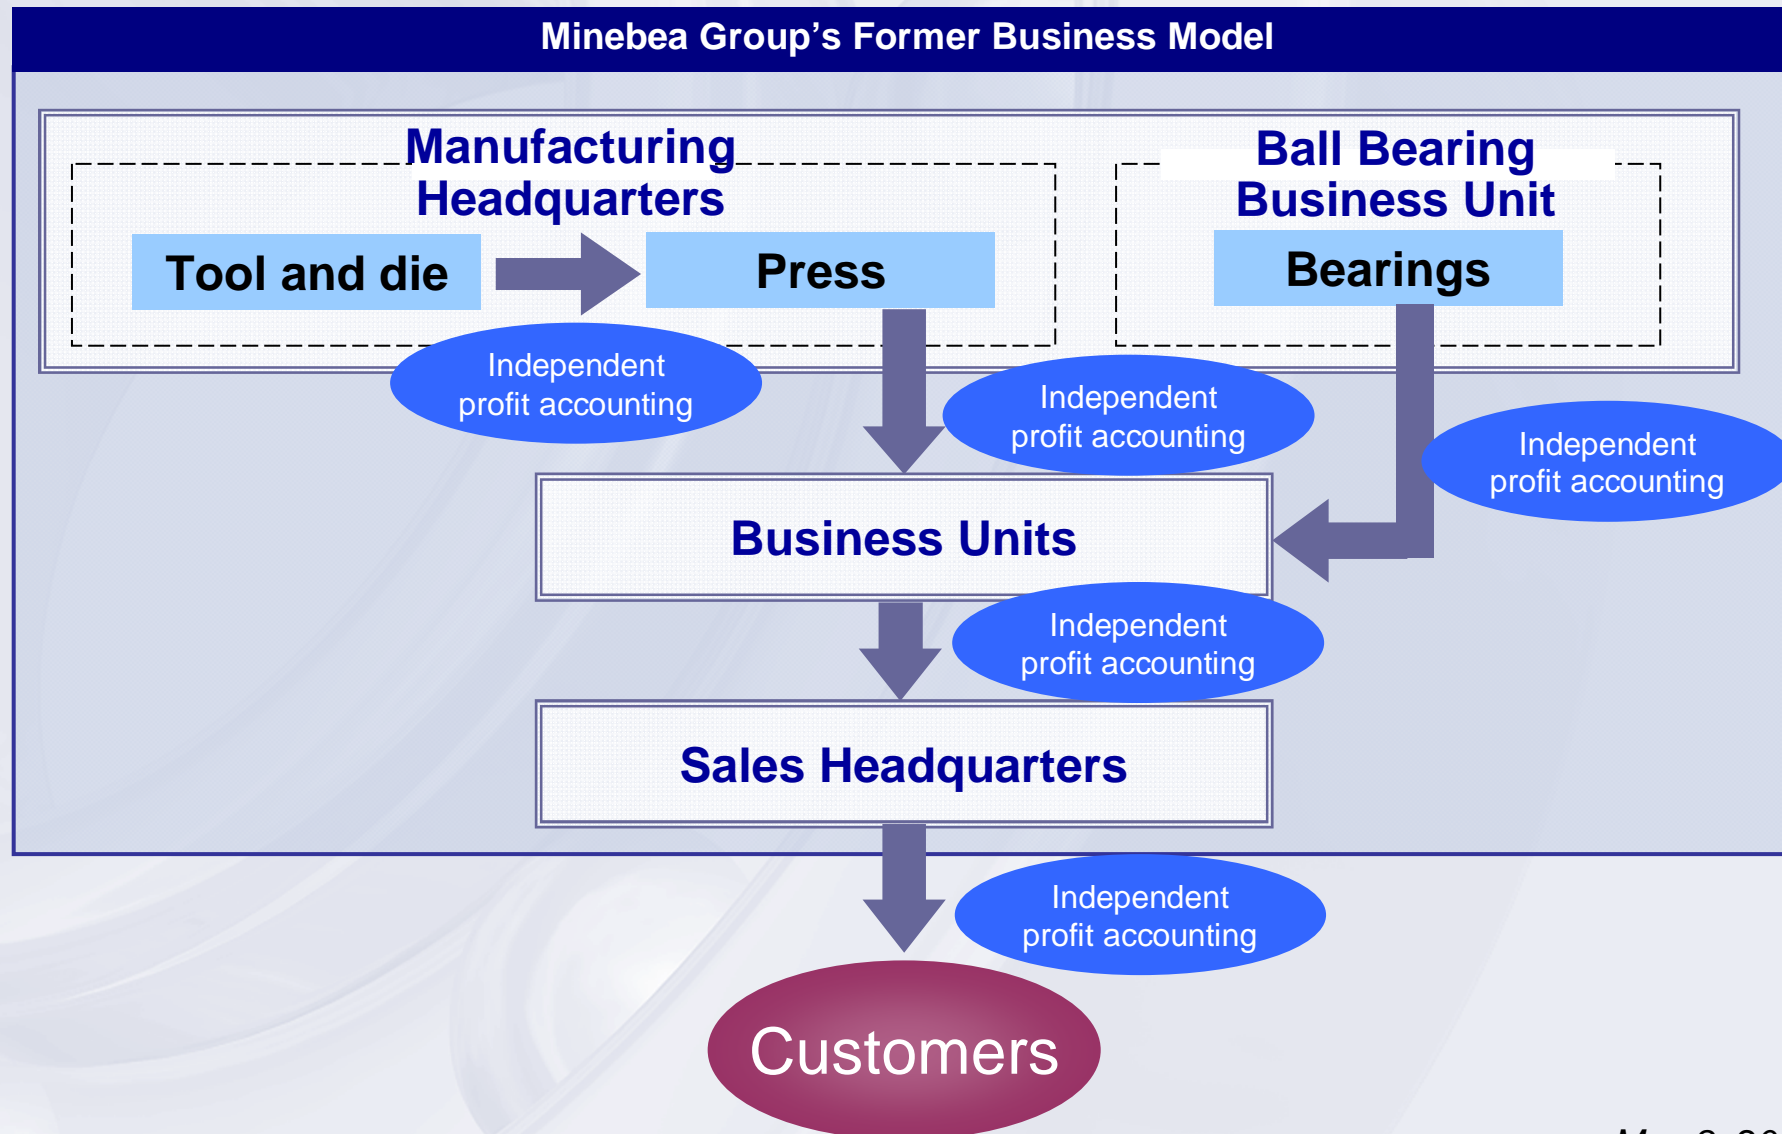 Minebea Group’s Former Business Model
Manufacturing
Headquarters
Ball Bearing
Business Unit
Tool and die
Press
Bearings
Independent
profit accounting
Independent
profit accounting
Independent
profit accounting
Business Units
Independent
profit accounting
Sales Headquarters
Independent
profit accounting
Customers